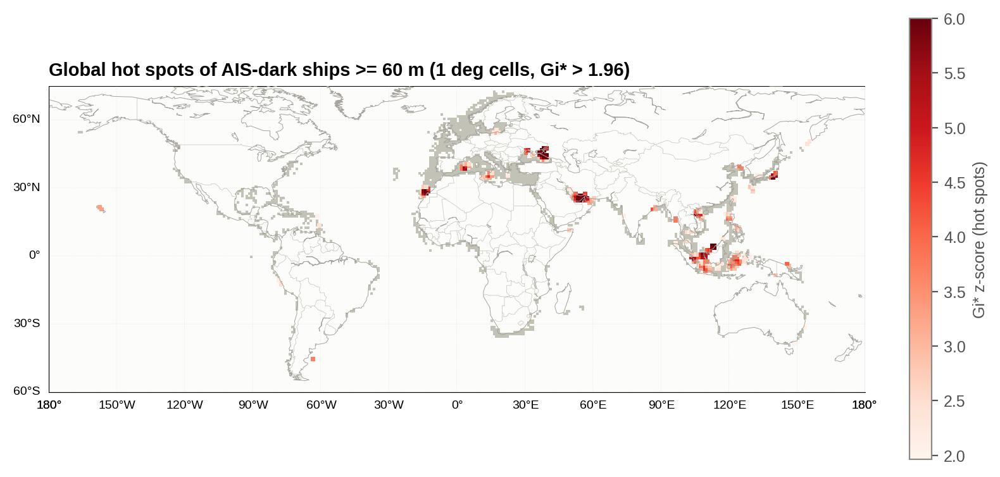 Global hot spots of AIS-dark ships >= 60 m (1 deg cells, Gi* > 1.96)
60°N
30°N
0°
30°S
60°S
180° 150°W 120°W 90°W 60°W 30°W 0° 30°E 60°E 90°E 120°E 150°E 180°
6.0
5.5
5.0
4.5
4.0
3.5
3.0
2.5
2.0
Gi* z-score (hot spots)